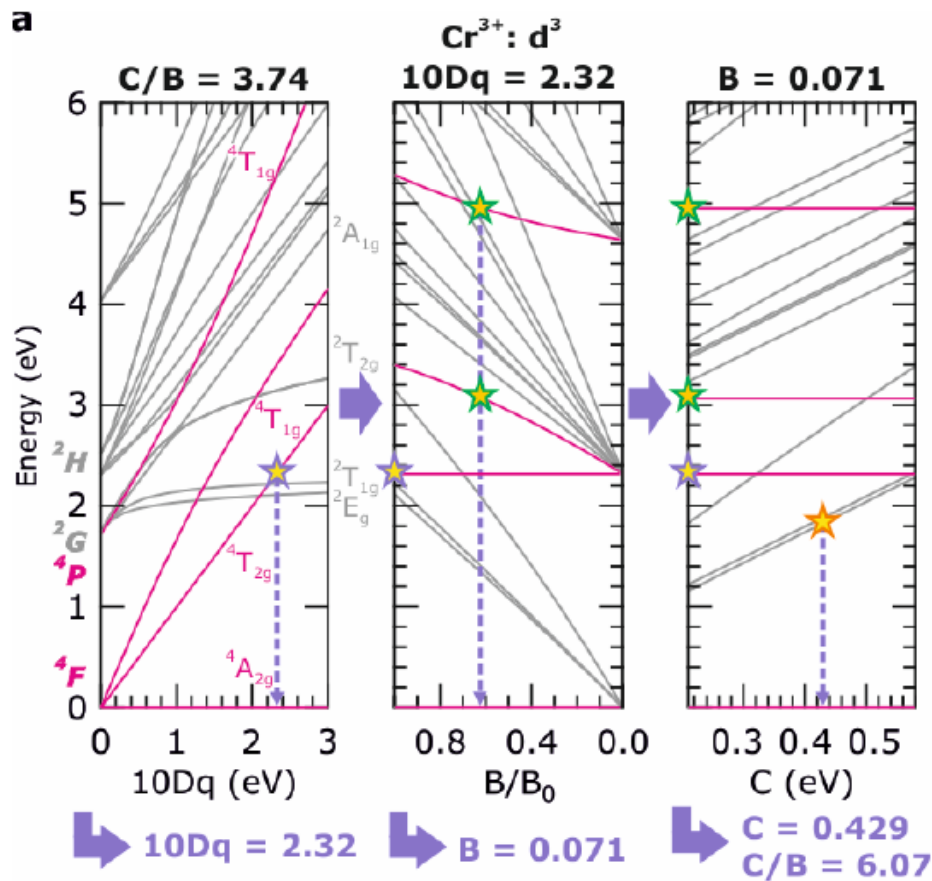 a
Cr³⁺: d³
C/B = 3.74
10Dq = 2.32
B = 0.071
6
5
4
3
2
1
0
Energy (eV)
²H
²G
⁴P
⁴F
⁴T₁g
⁴T₁g
⁴T₂g
⁴A₂g
²A₁g
²T₂g
²T₁g
²Eg
0 1 2 3
10Dq (eV)
0.8 0.4 0.0
B/B₀
0.3 0.4 0.5
C (eV)
10Dq = 2.32
B = 0.071
C = 0.429
C/B = 6.07